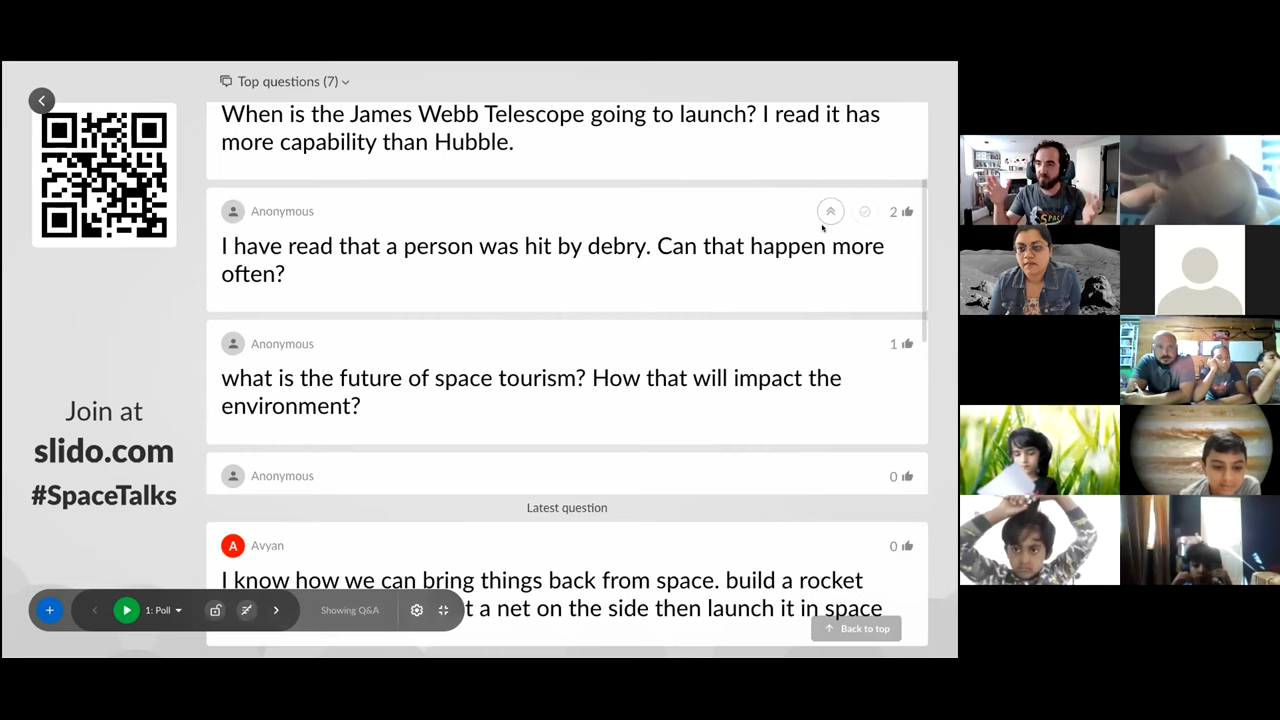 Top questions (7)
When is the James Webb Telescope going to launch? I read it has
more capability than Hubble.
Anonymous
2
I have read that a person was hit by debry. Can that happen more
often?
Anonymous
1
what is the future of space tourism? How that will impact the
environment?
Anonymous
0
Latest question
A
Avyan
0
I know how we can bring things back from space. build a rocket
t a net on the side then launch it in space
Back to top
Join at
slido.com
#SpaceTalks
1: Poll
Showing Q&A
SPACE